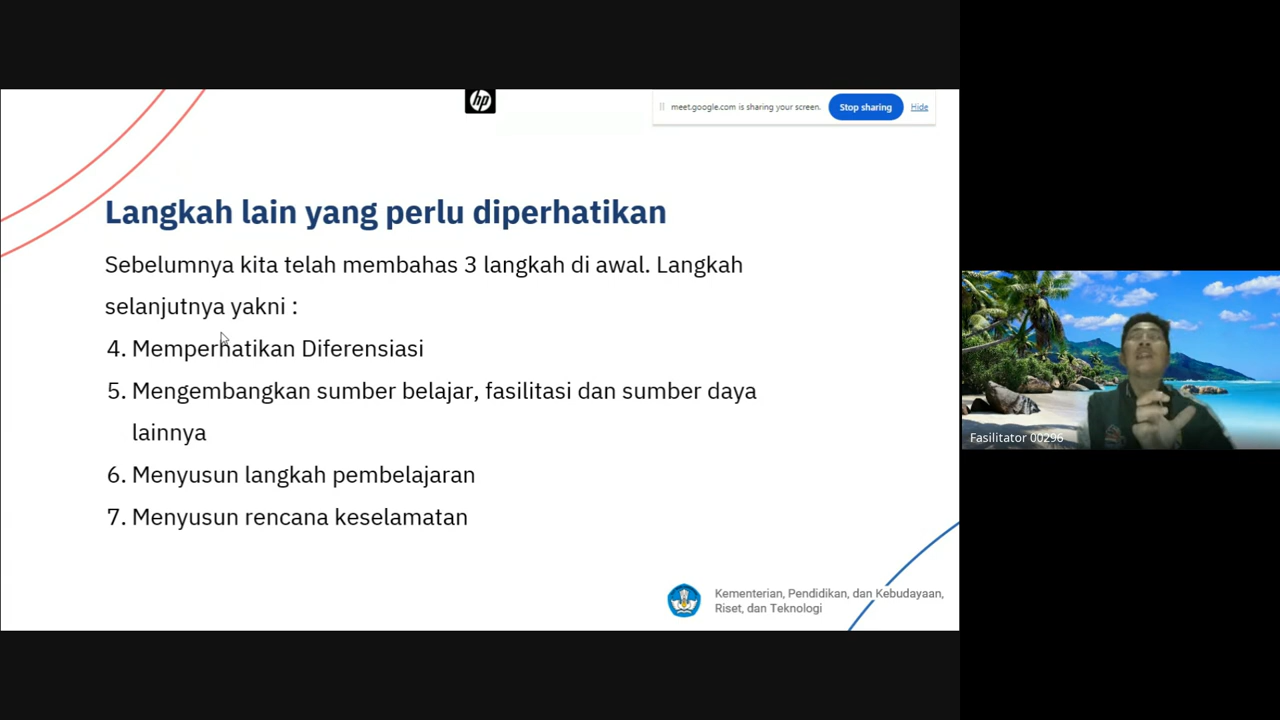 hp
meet.google.com is sharing your screen.
Stop sharing
Hide
Langkah lain yang perlu diperhatikan
Sebelumnya kita telah membahas 3 langkah di awal. Langkah
selanjutnya yakni :
4. Memperhatikan Diferensiasi
5. Mengembangkan sumber belajar, fasilitasi dan sumber daya
lainnya
6. Menyusun langkah pembelajaran
7. Menyusun rencana keselamatan
Kementerian, Pendidikan, dan Kebudayaan,
Riset, dan Teknologi
Fasilitator 00296